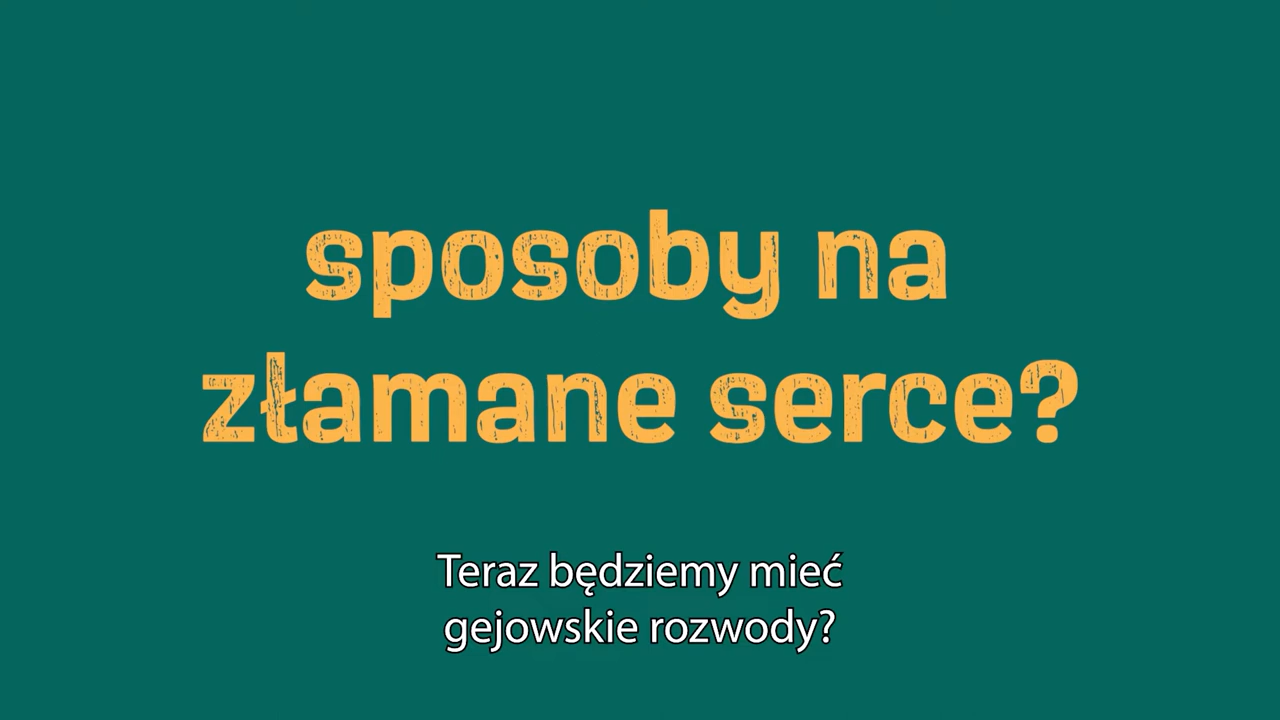 sposoby na
złamane serce?
Teraz będziemy mieć
gejowskie rozwody?